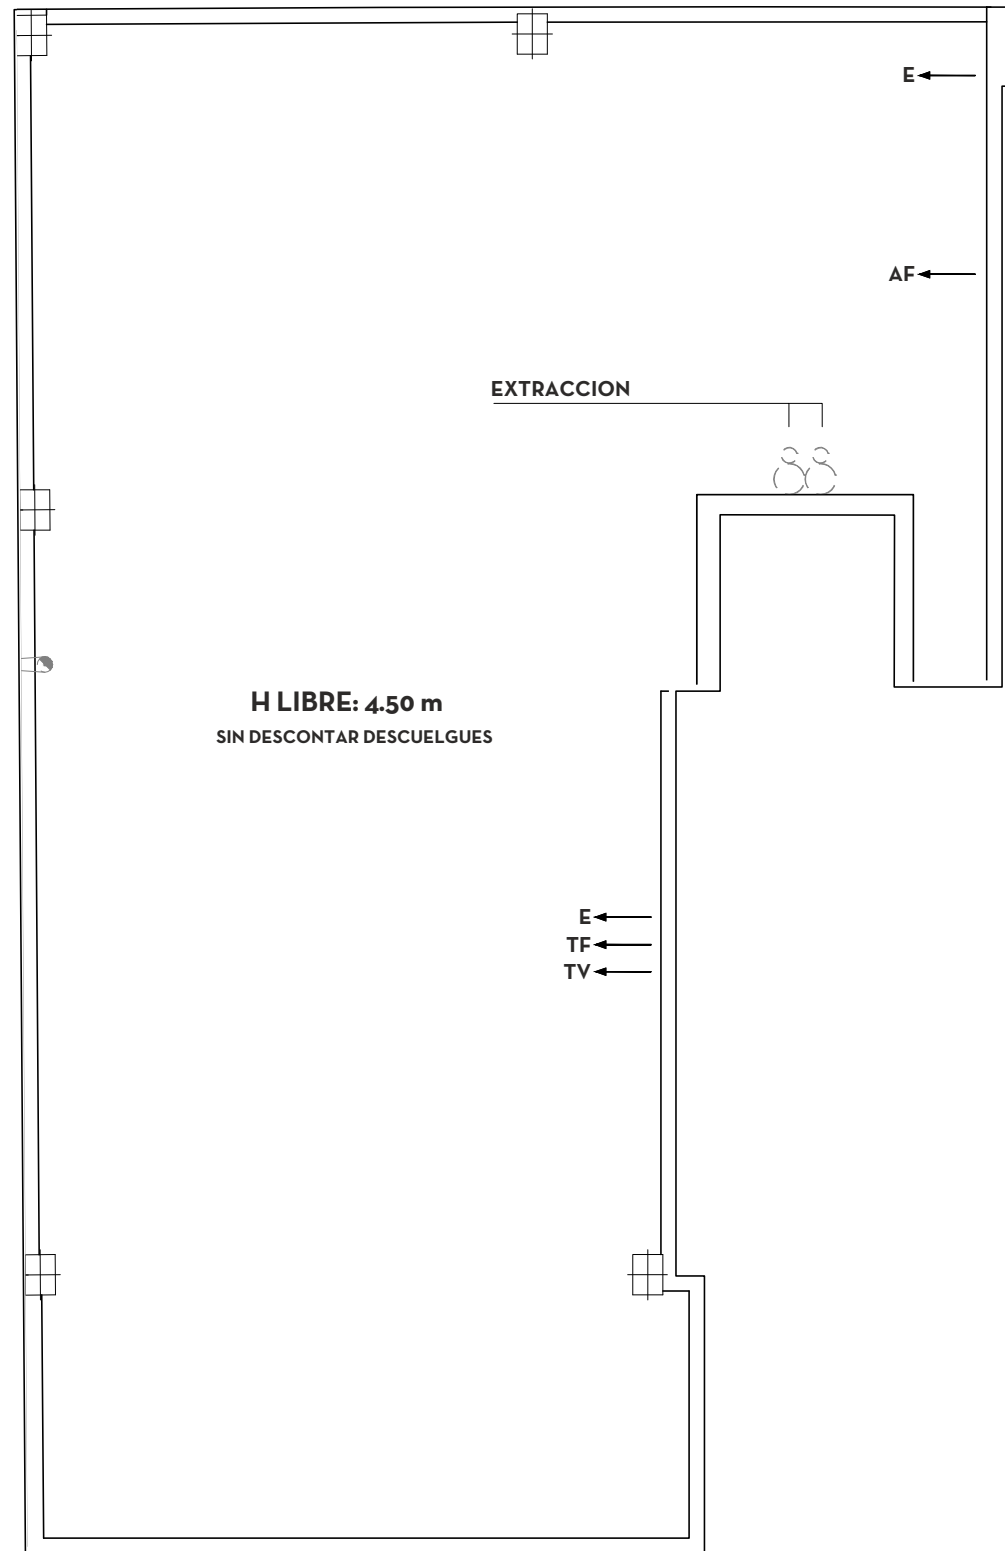 E
AF
EXTRACCION
H LIBRE: 4.50 m
SIN DESCONTAR DESCUELGUES
E
TF
TV